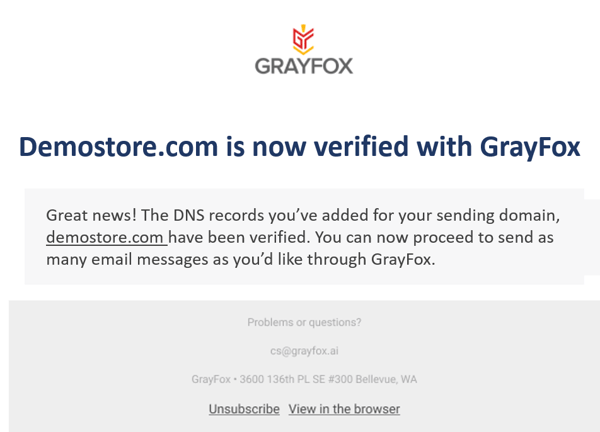 GRAYFOX
Demostore.com is now verified with GrayFox
Great news! The DNS records you’ve added for your sending domain,
demostore.com have been verified. You can now proceed to send as
many email messages as you’d like through GrayFox.
Problems or questions?
cs@grayfox.ai
GrayFox • 3600 136th PL SE #300 Bellevue, WA
Unsubscribe View in the browser